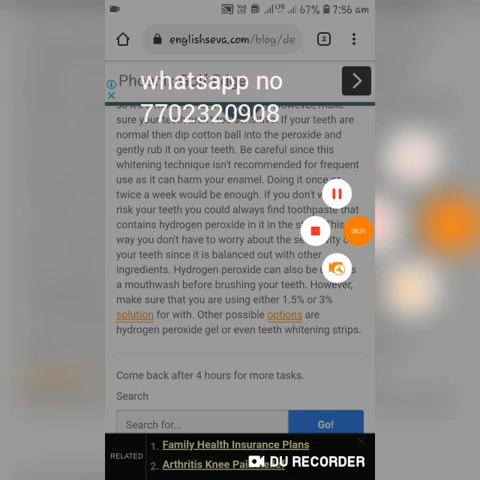 67% 7:56 am
englishseva.com/blog/de
2
whatsapp no
7702320908
sure your teeth
If your teeth are
normal then dip cotton ball into the peroxide and
gently rub it on your teeth. Be careful since this
whitening technique isn't recommended for frequent
use as it can harm your enamel. Doing it once or
twice a week would be enough. If you don't
risk your teeth you could always find toothpaste that
contains hydrogen peroxide in it in the
way you don't have to worry about the
your teeth since it is balanced out with other
ingredients. Hydrogen peroxide can also be
a mouthwash before brushing your teeth. However,
make sure that you are using either 1.5% or 3%
solution for with. Other possible options are
hydrogen peroxide gel or even teeth whitening strips.
08:31
Come back after 4 hours for more tasks.
Search
Search for...
Go!
RELATED
1. Family Health Insurance Plans
2. Arthritis Knee Pain Relief
DU RECORDER